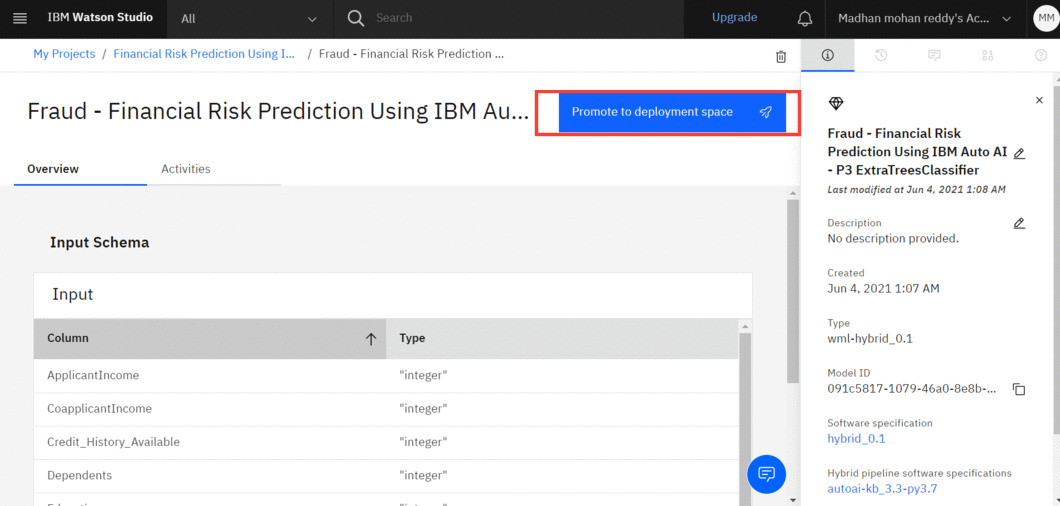 IBM Watson Studio
All
Search
Upgrade
Madhan mohan reddy's Ac...
MM
My Projects / Financial Risk Prediction Using I... / Fraud - Financial Risk Prediction ...
Fraud - Financial Risk Prediction Using IBM Au...
Promote to deployment space
Overview
Activities
Input Schema
Input
Column
Type
ApplicantIncome
"integer"
CoapplicantIncome
"integer"
Credit_History_Available
"integer"
Dependents
"integer"
Fraud - Financial Risk
Prediction Using IBM Auto AI
- P3 ExtraTreesClassifier
Last modified at Jun 4, 2021 1:08 AM
Description
No description provided.
Created
Jun 4, 2021 1:07 AM
Type
wml-hybrid_0.1
Model ID
091c5817-1079-46a0-8e8b-...
Software specification
hybrid_0.1
Hybrid pipeline software specifications
autoai-kb_3.3-py3.7